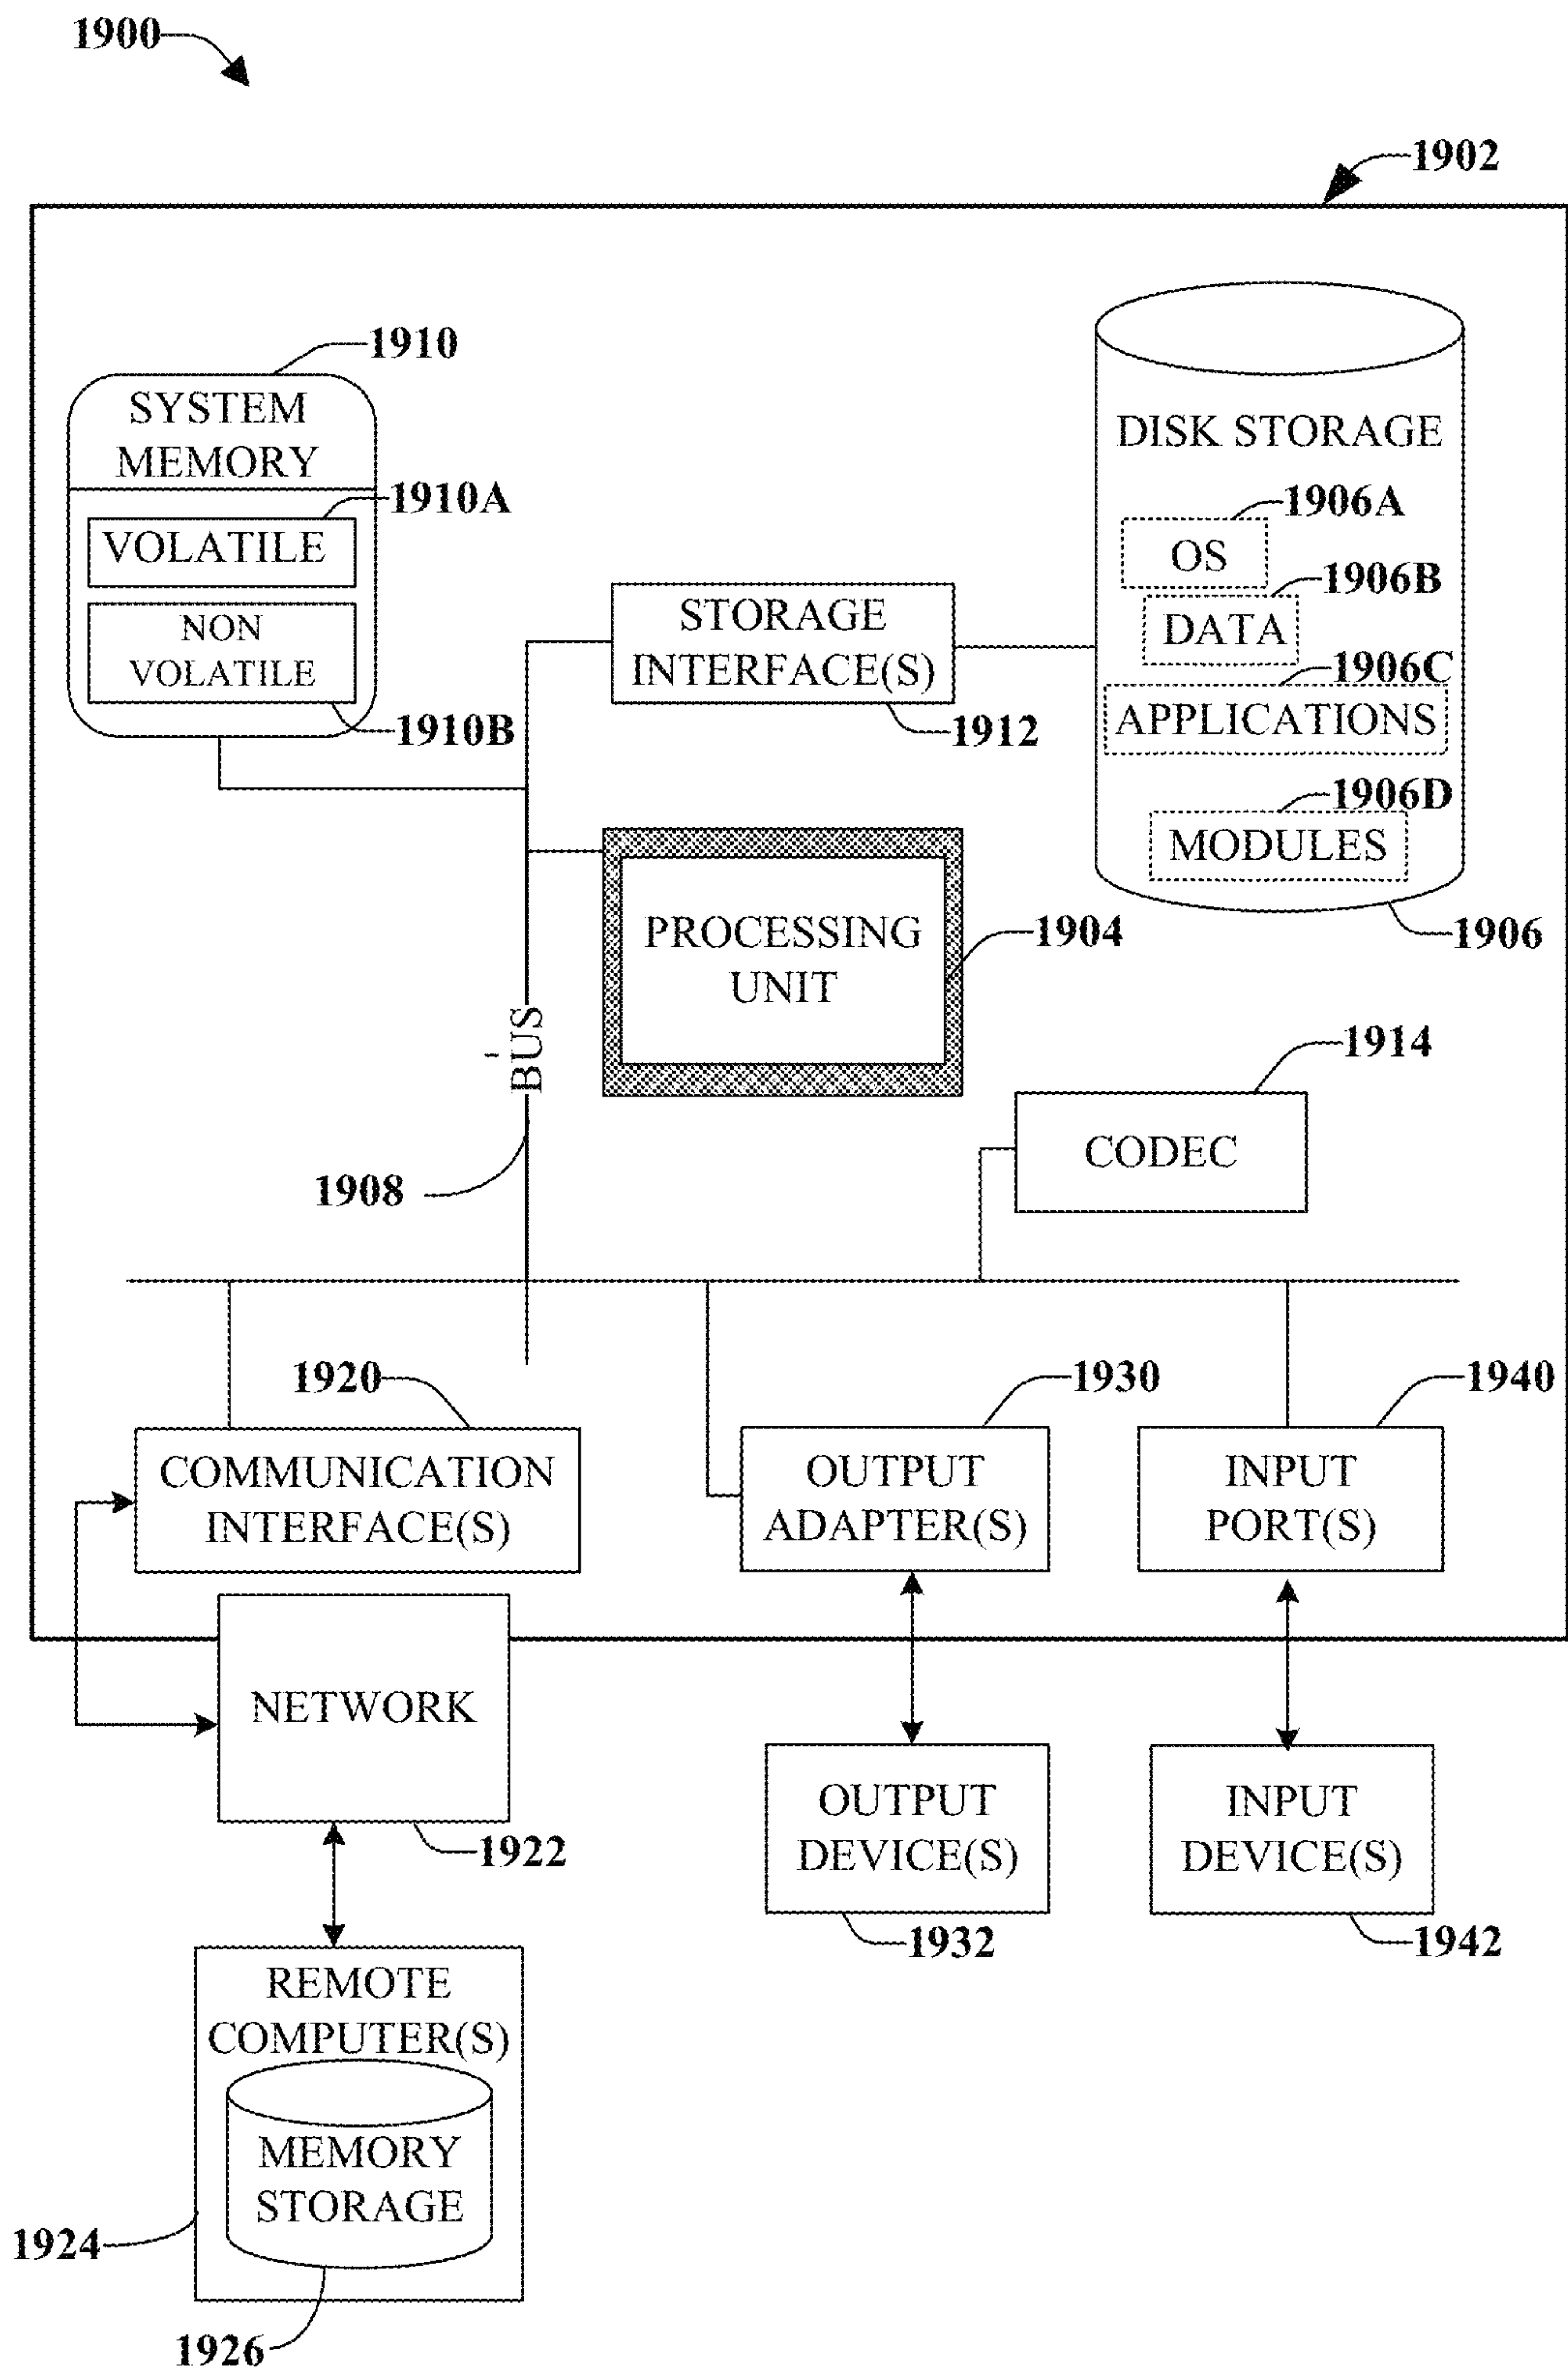 1900
1902
1910
SYSTEM
MEMORY
1910A
VOLATILE
NON
VOLATILE
1910B
DISK STORAGE
1906A
OS
1906B
DATA
1906C
APPLICATIONS
1906D
MODULES
1906
STORAGE
INTERFACE(S)
1912
PROCESSING
UNIT
1904
BUS
1908
1914
CODEC
1920
COMMUNICATION
INTERFACE(S)
1930
OUTPUT
ADAPTER(S)
1940
INPUT
PORT(S)
NETWORK
1922
OUTPUT
DEVICE(S)
1932
INPUT
DEVICE(S)
1942
REMOTE
COMPUTER(S)
MEMORY
STORAGE
1924
1926